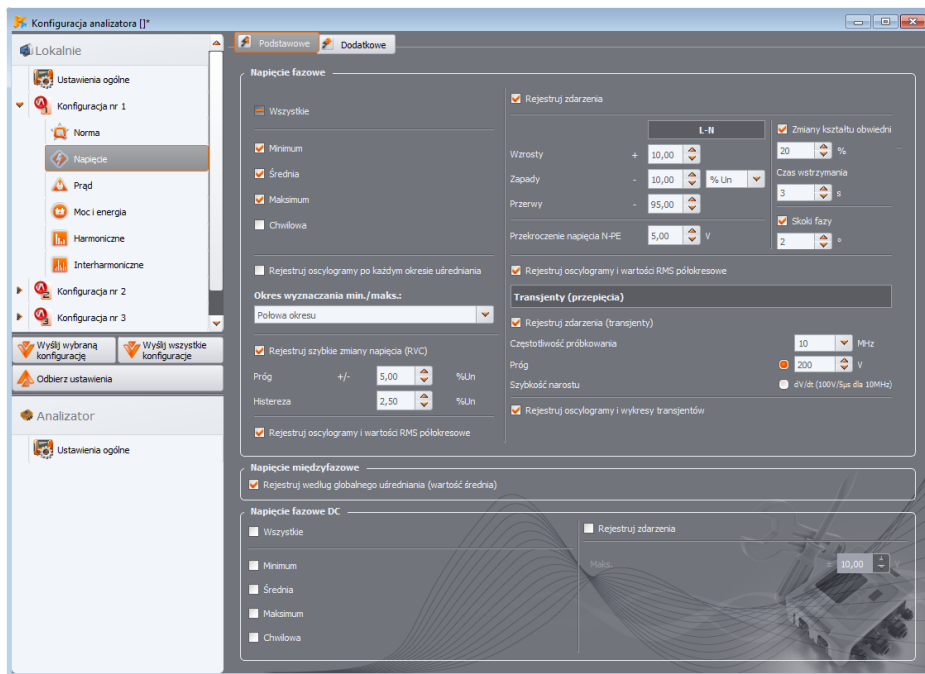 Konfiguracja analizatora []*
Lokalnie
Ustawienia ogólne
Konfiguracja nr 1
Norma
Napięcie
Prąd
Moc i energia
Harmoniczne
Interharmoniczne
Konfiguracja nr 2
Konfiguracja nr 3
Wyślij wybraną konfigurację
Wyślij wszystkie konfiguracje
Odbierz ustawienia
Analizator
Ustawienia ogólne
Podstawowe
Dodatkowe
Napięcie fazowe
Wszystkie
Minimum
Średnia
Maksimum
Chwilowa
Rejestruj oscylogramy po każdym okresie uśredniania
Okres wyznaczania min./maks.:
Połowa okresu
Rejestruj szybkie zmiany napięcia (RVC)
Próg +/- 5,00 %Un
Histereza 2,50 %Un
Rejestruj oscylogramy i wartości RMS półokresowe
Rejestruj zdarzenia
L-N
Wzrosty + 10,00
Zapady - 10,00 % Un
Przerwy - 95,00
Przekroczenie napięcia N-PE 5,00 V
Zmiany kształtu obwiedni
20 %
Czas wstrzymania
3 s
Skoki fazy
2 °
Rejestruj oscylogramy i wartości RMS półokresowe
Transjenty (przepięcia)
Rejestruj zdarzenia (transjenty)
Częstotliwość próbkowania 10 MHz
Próg 200 V
Szybkość narostu dV/dt (100V/5µs dla 10MHz)
Rejestruj oscylogramy i wykresy transjentów
Napięcie międzyfazowe
Rejestruj według globalnego uśredniania (wartość średnia)
Napięcie fazowe DC
Wszystkie
Minimum
Średnia
Maksimum
Chwilowa
Rejestruj zdarzenia
Maks. ± 10,00 V